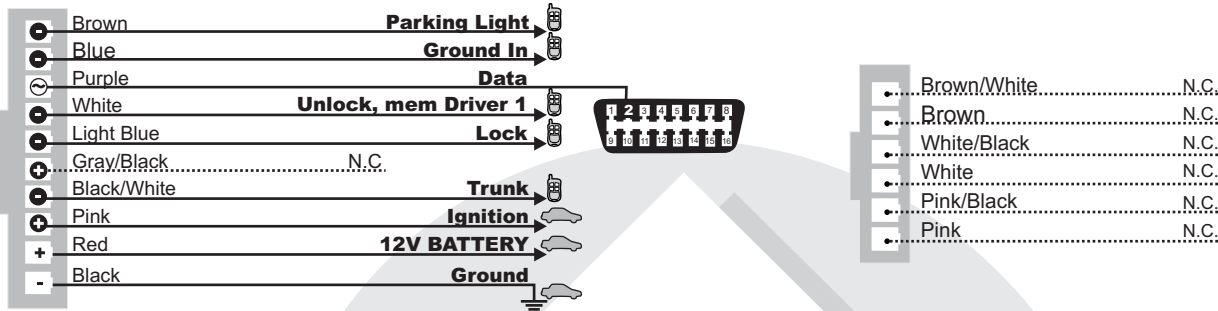 Brown Parking Light
Blue Ground In
Purple Data
White Unlock, mem Driver 1
Light Blue Lock
Gray/Black N.C.
Black/White Trunk
Pink Ignition
Red 12V BATTERY
+
Black Ground
-
1 2 3 4 5 6 7 8
9 10 11 12 13 14 15 16
Brown/White N.C.
Brown N.C.
White/Black N.C.
White N.C.
Pink/Black N.C.
Pink N.C.